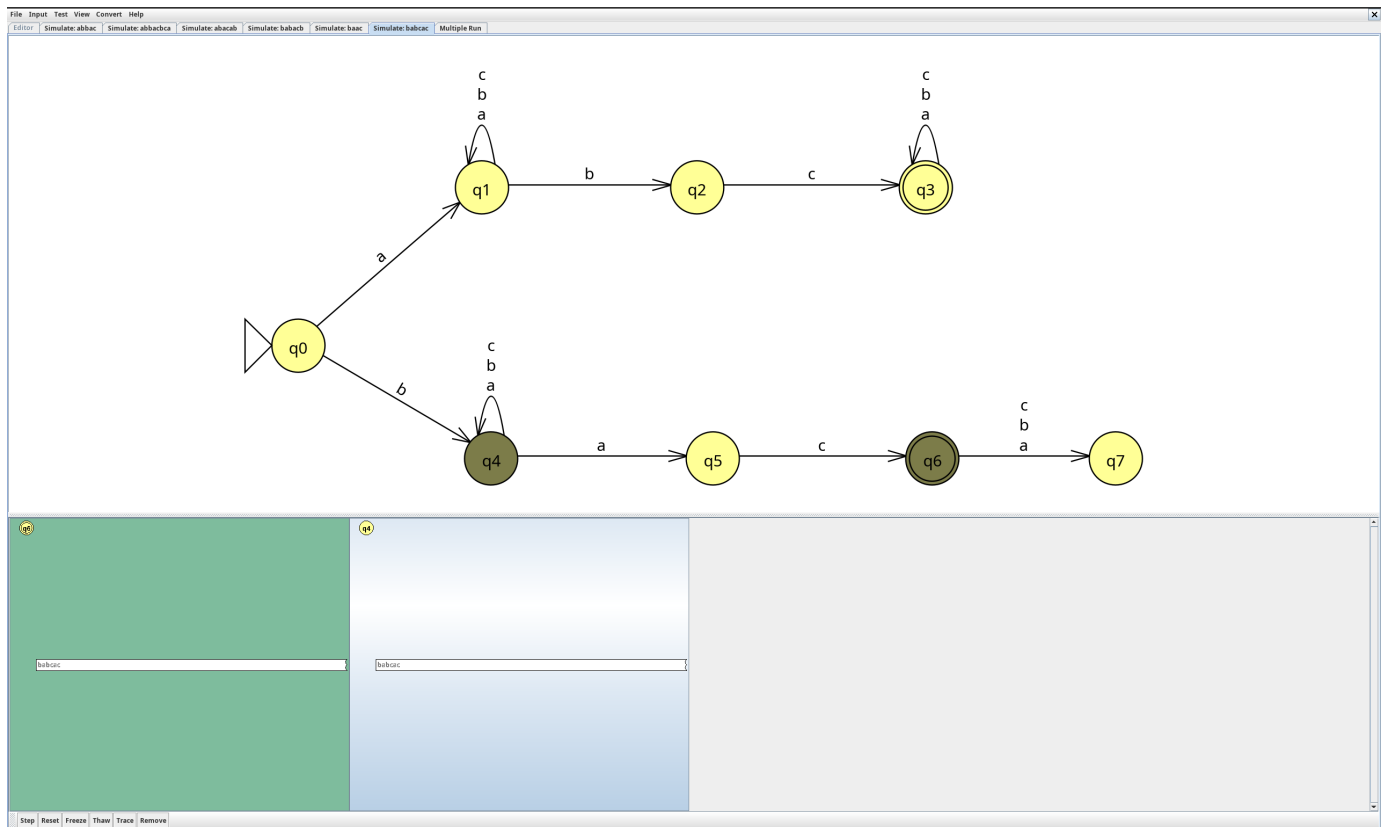 File Input Test View Convert Help
Editor Simulate: abbac Simulate: abbacbca Simulate: abacab Simulate: babacb Simulate: baac Simulate: babcac Multiple Run
c
b
a
c
b
a
b
c
q1
q2
q3
a
q0
c
b
a
b
c
b
a
a
c
q4
q5
q6
q7
q6
q4
babcac
babcac
Step Reset Freeze Thaw Trace Remove